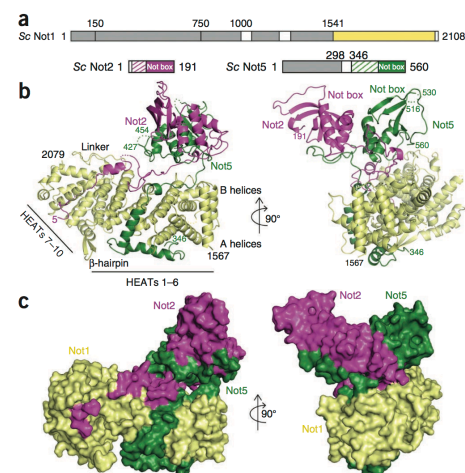 a
150 750 1000 1541
Sc Not1 1 2108
298 346
Sc Not2 1 Not box 191 Sc Not5 1 Not box 560
b
Not2
454
427
Linker
2079
Not5
B helices
5
346
A helices
1567
HEATs 7–10
β-hairpin
HEATs 1–6
90°
Not box
Not box
530
516
Not2
Not5
191
560
1567
346
c
Not2
Not1
Not5
90°
Not2
Not5
Not1